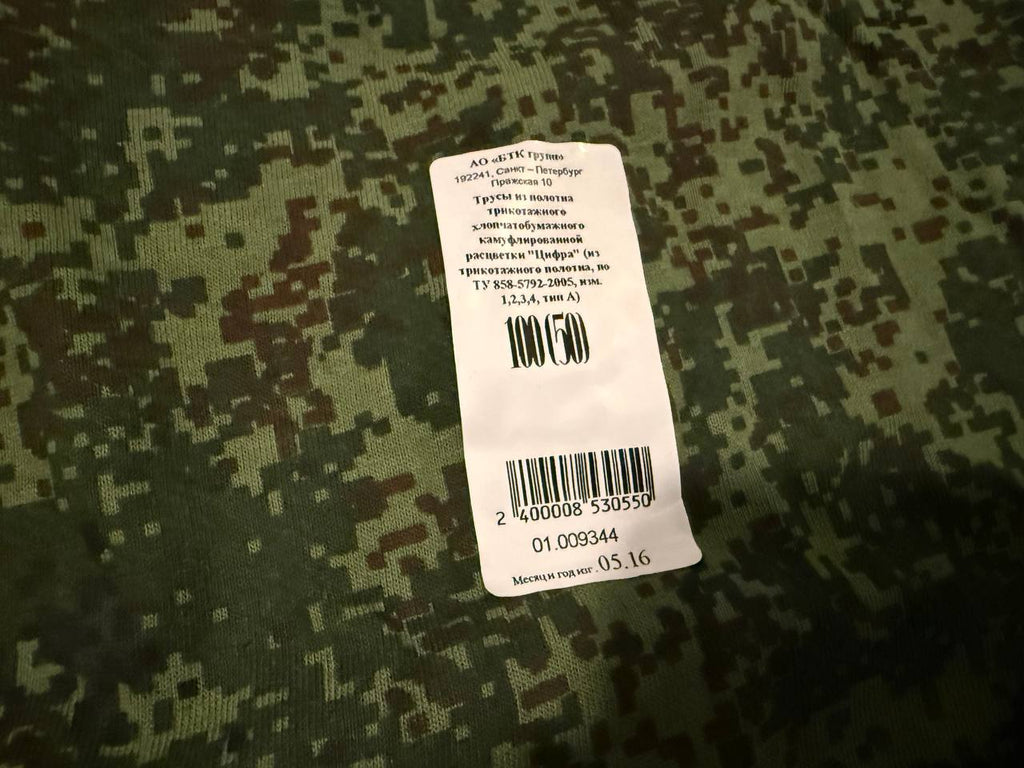 АО «БТК групп»
192241, Санкт – Петербург
Пражская 10
Трусы из полотна
трикотажного
хлопчатобумажного
камуфлированной
расцветки "Цифра" (из
трикотажного полотна, по
ТУ 858-5792-2005, изм.
1,2,3,4, тип А)
100 (50)
2 400008 530550
01.009344
Месяц и год изг. 05.16